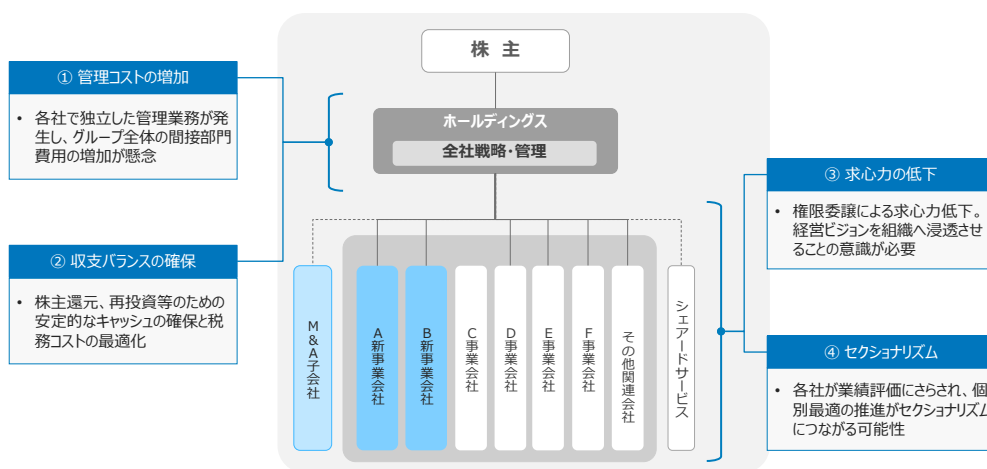 株 主
① 管理コストの増加
• 各社で独立した管理業務が発
生し、グループ全体の間接部門
費用の増加が懸念
ホールディングス
全社戦略・管理
② 収支バランスの確保
• 株主還元、再投資等のための
安定的なキャッシュの確保と税
務コストの最適化
M&A子会社
A新事業会社
B新事業会社
C事業会社
D事業会社
E事業会社
F事業会社
その他関連会社
シェアードサービス
③ 求心力の低下
• 権限委譲による求心力低下。
経営ビジョンを組織へ浸透させ
ることの意識が必要
④ セクショナリズム
• 各社が業績評価にさらされ、個
別最適の推進がセクショナリズム
につながる可能性